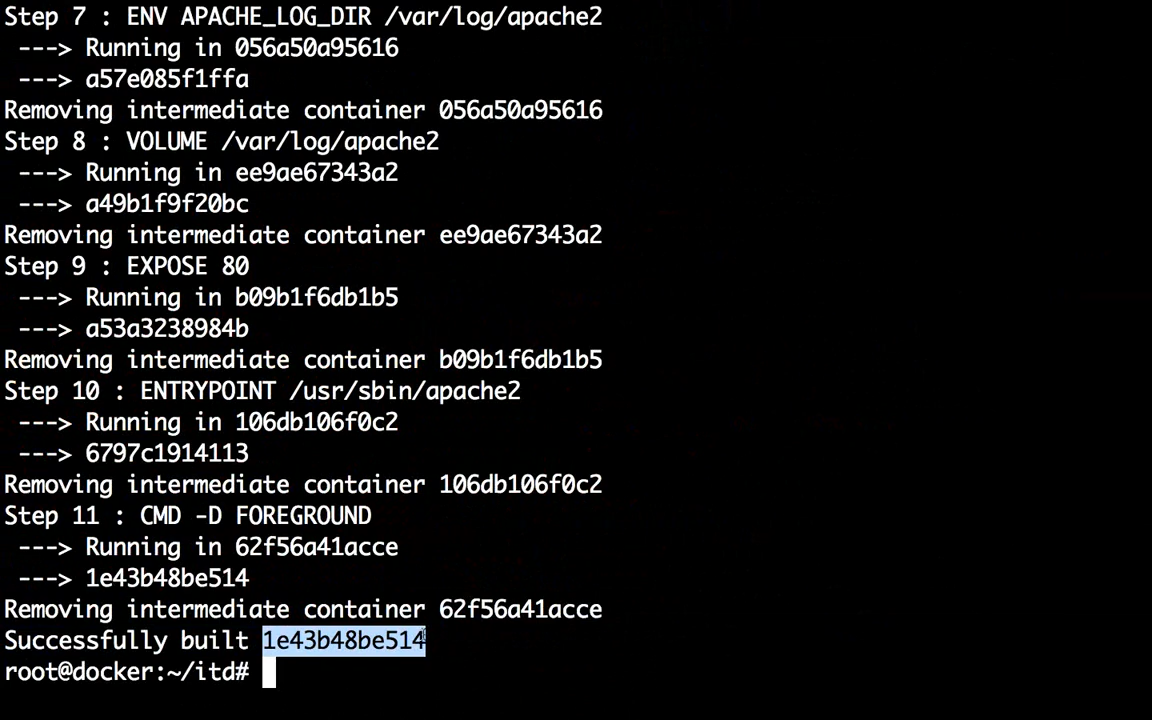 Step 7 : ENV APACHE_LOG_DIR /var/log/apache2
 ---> Running in 056a50a95616
 ---> a57e085f1ffa
Removing intermediate container 056a50a95616
Step 8 : VOLUME /var/log/apache2
 ---> Running in ee9ae67343a2
 ---> a49b1f9f20bc
Removing intermediate container ee9ae67343a2
Step 9 : EXPOSE 80
 ---> Running in b09b1f6db1b5
 ---> a53a3238984b
Removing intermediate container b09b1f6db1b5
Step 10 : ENTRYPOINT /usr/sbin/apache2
 ---> Running in 106db106f0c2
 ---> 6797c1914113
Removing intermediate container 106db106f0c2
Step 11 : CMD -D FOREGROUND
 ---> Running in 62f56a41acce
 ---> 1e43b48be514
Removing intermediate container 62f56a41acce
Successfully built 1e43b48be514
root@docker:~/itd#